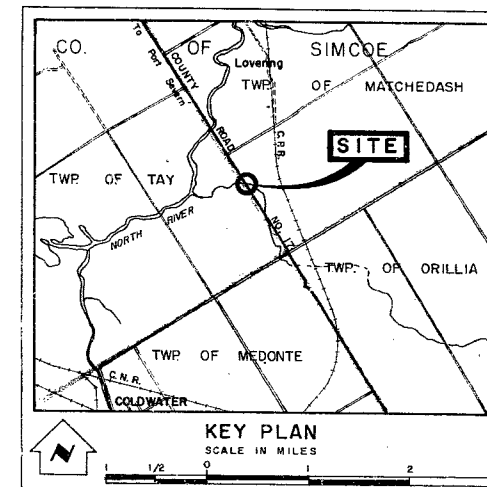 CO. OF SIMCOE
To Port Severn
COUNTY ROAD NO. 17
Lovering
TWP. OF MATCHEDASH
C.P.R.
SITE
TWP. OF TAY
NORTH RIVER
TWP. OF ORILLIA
TWP. OF MEDONTE
C.N.R.
COLDWATER
N
KEY PLAN
SCALE IN MILES
1 1/2 0 1 2